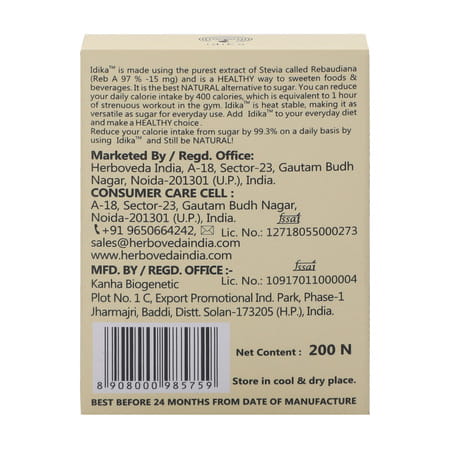 Idika™ is made using the purest extract of Stevia called Rebaudiana
(Reb A 97 % -15 mg) and is a HEALTHY way to sweeten foods &
beverages. It is the best NATURAL alternative to sugar. You can reduce
your daily calorie intake by 400 calories, which is equivalent to 1 hour
of strenuous workout in the gym. Idika™ is heat stable, making it as
versatile as sugar for everyday use. Add Idika™ to your everyday diet
and make a HEALTHY choice.
Reduce your calorie intake from sugar by 99.3% on a daily basis by
using Idika™ and Still be NATURAL!
Marketed By / Regd. Office:
Herboveda India, A-18, Sector-23, Gautam Budh
Nagar, Noida-201301 (U.P.), India.
CONSUMER CARE CELL :
A-18, Sector-23, Gautam Budh Nagar,
Noida-201301 (U.P.), India. fssai
+91 9650664242, Lic. No.: 12718055000273
sales@herbovedaindia.com
www.herbovedaindia.com fssai
MFD. BY / REGD. OFFICE :- Lic. No.: 10917011000004
Kanha Biogenetic
Plot No. 1 C, Export Promotional Ind. Park, Phase-1
Jharmajri, Baddi, Distt. Solan-173205 (H.P.), India.
Net Content : 200 N
8 908000 985759
Store in cool & dry place.
BEST BEFORE 24 MONTHS FROM DATE OF MANUFACTURE